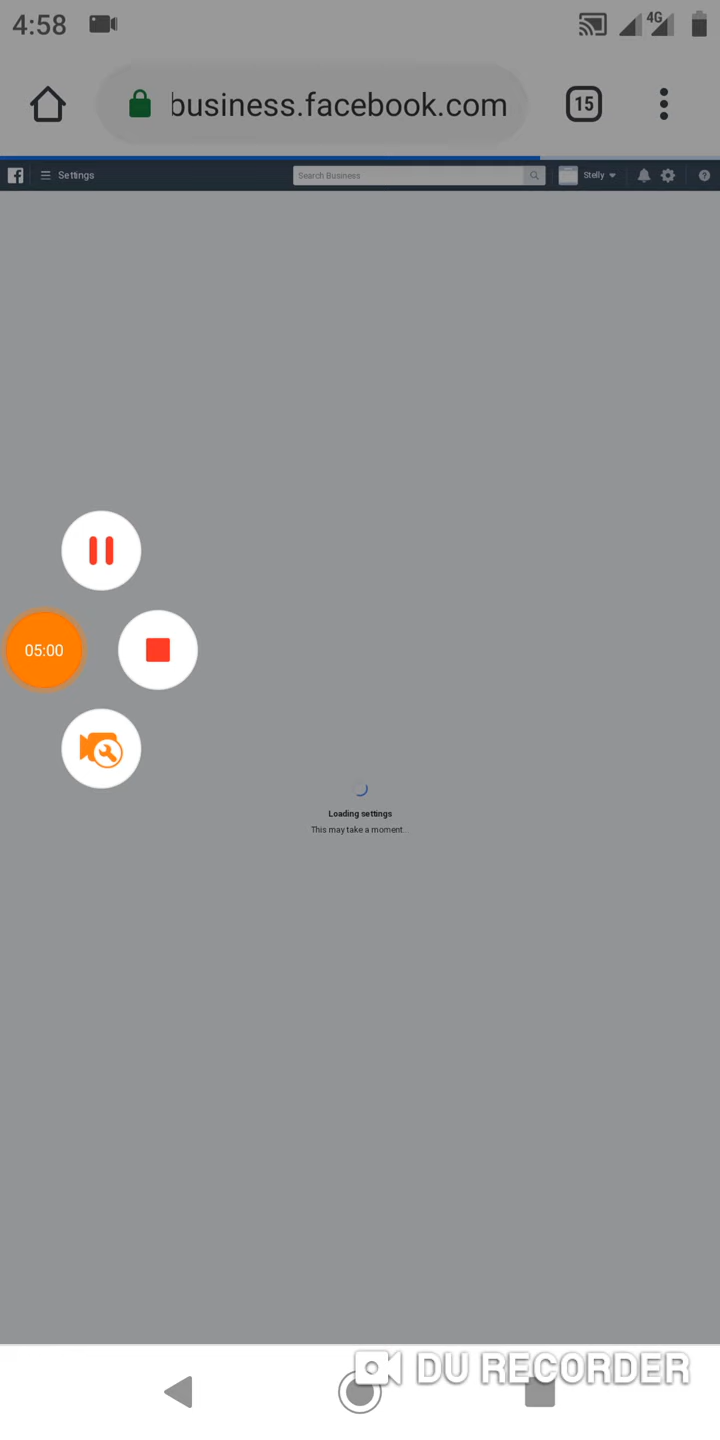 4:58
4G
business.facebook.com
15
Settings
Search Business
Stelly
?
05:00
Loading settings
This may take a moment...
DU RECORDER